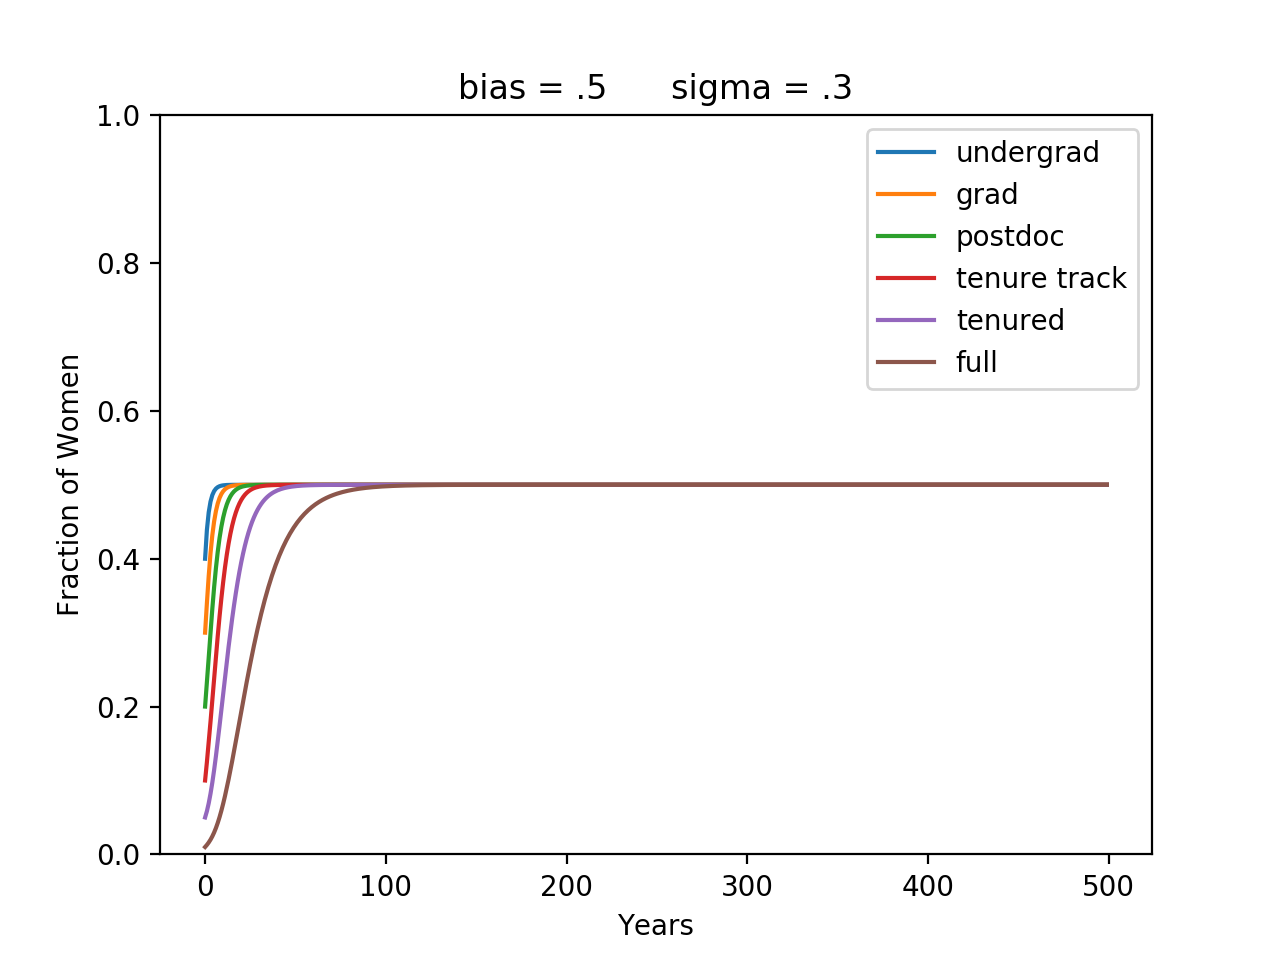 bias = .5 sigma = .3
1.0
0.8
0.6
0.4
0.2
0.0
Fraction of Women
undergrad
grad
postdoc
tenure track
tenured
full
0 100 200 300 400 500
Years